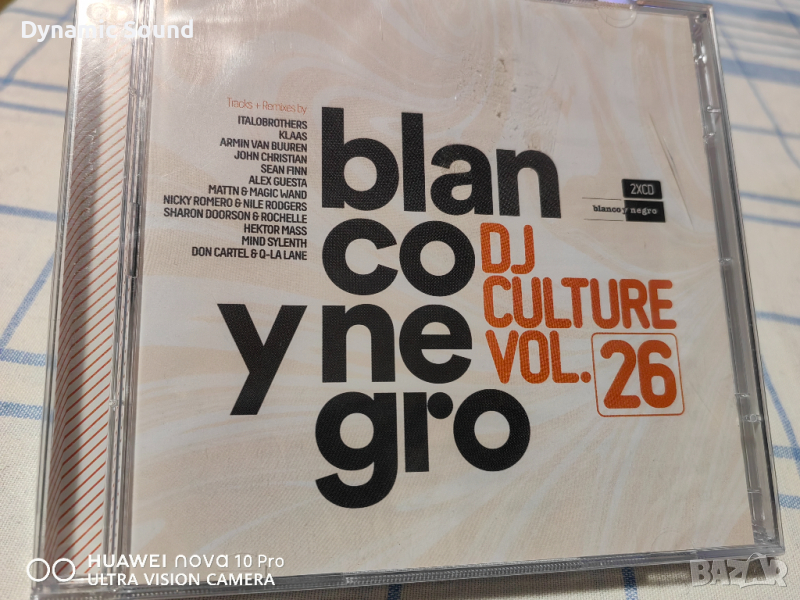 Dynamic Sound
Tracks + Remixes by
ITALOBROTHERS
KLAAS
ARMIN VAN BUUREN
JOHN CHRISTIAN
SEAN FINN
ALEX GUESTA
MATTN & MAGIC WAND
NICKY ROMERO & NILE RODGERS
SHARON DOORSON & ROCHELLE
HEKTOR MASS
MIND SYLENTH
DON CARTEL & Q-LA LANE
blan
co
y ne
gro
2XCD
blanco y negro
DJ
CULTURE
VOL. 26
HUAWEI nova 10 Pro
ULTRA VISION CAMERA
BAZAR